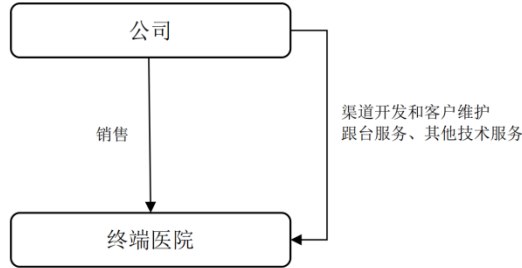 公司
销售
渠道开发和客户维护
跟台服务、其他技术服务
终端医院